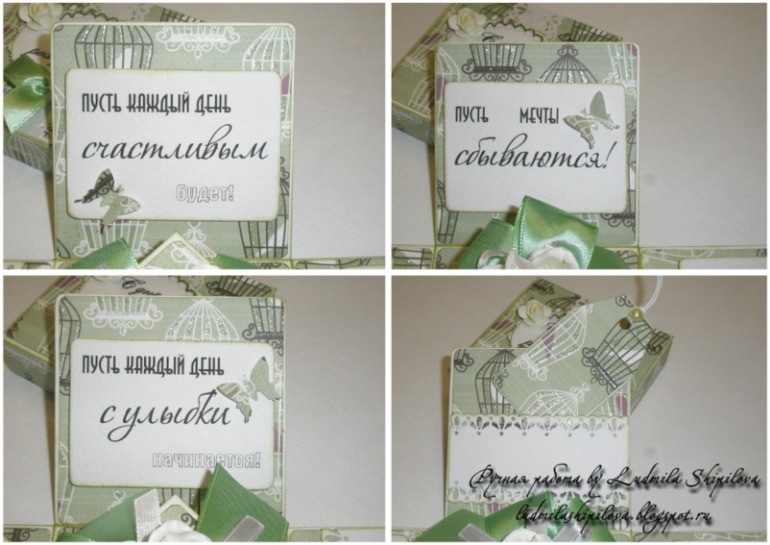 ПУСТЬ КАЖДЫЙ ДЕНЬ
счастливым
будет!
ПУСТЬ МЕЧТЫ
сбываются!
ПУСТЬ КАЖДЫЙ ДЕНЬ
с улыбки
начинается!
Ручная работа by Ludmila Shipilova
ludmilashipilova.blogspot.ru